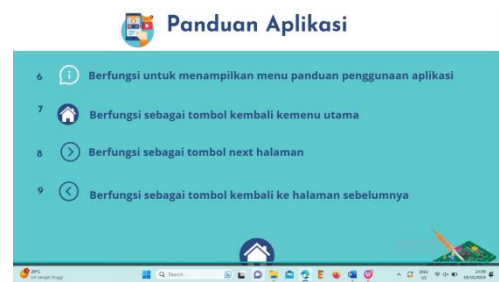 Panduan Aplikasi
6 Berfungsi untuk menampilkan menu panduan penggunaan aplikasi
7 Berfungsi sebagai tombol kembali kemenu utama
8 Berfungsi sebagai tombol next halaman
9 Berfungsi sebagai tombol kembali ke halaman sebelumnya
Search
ENG